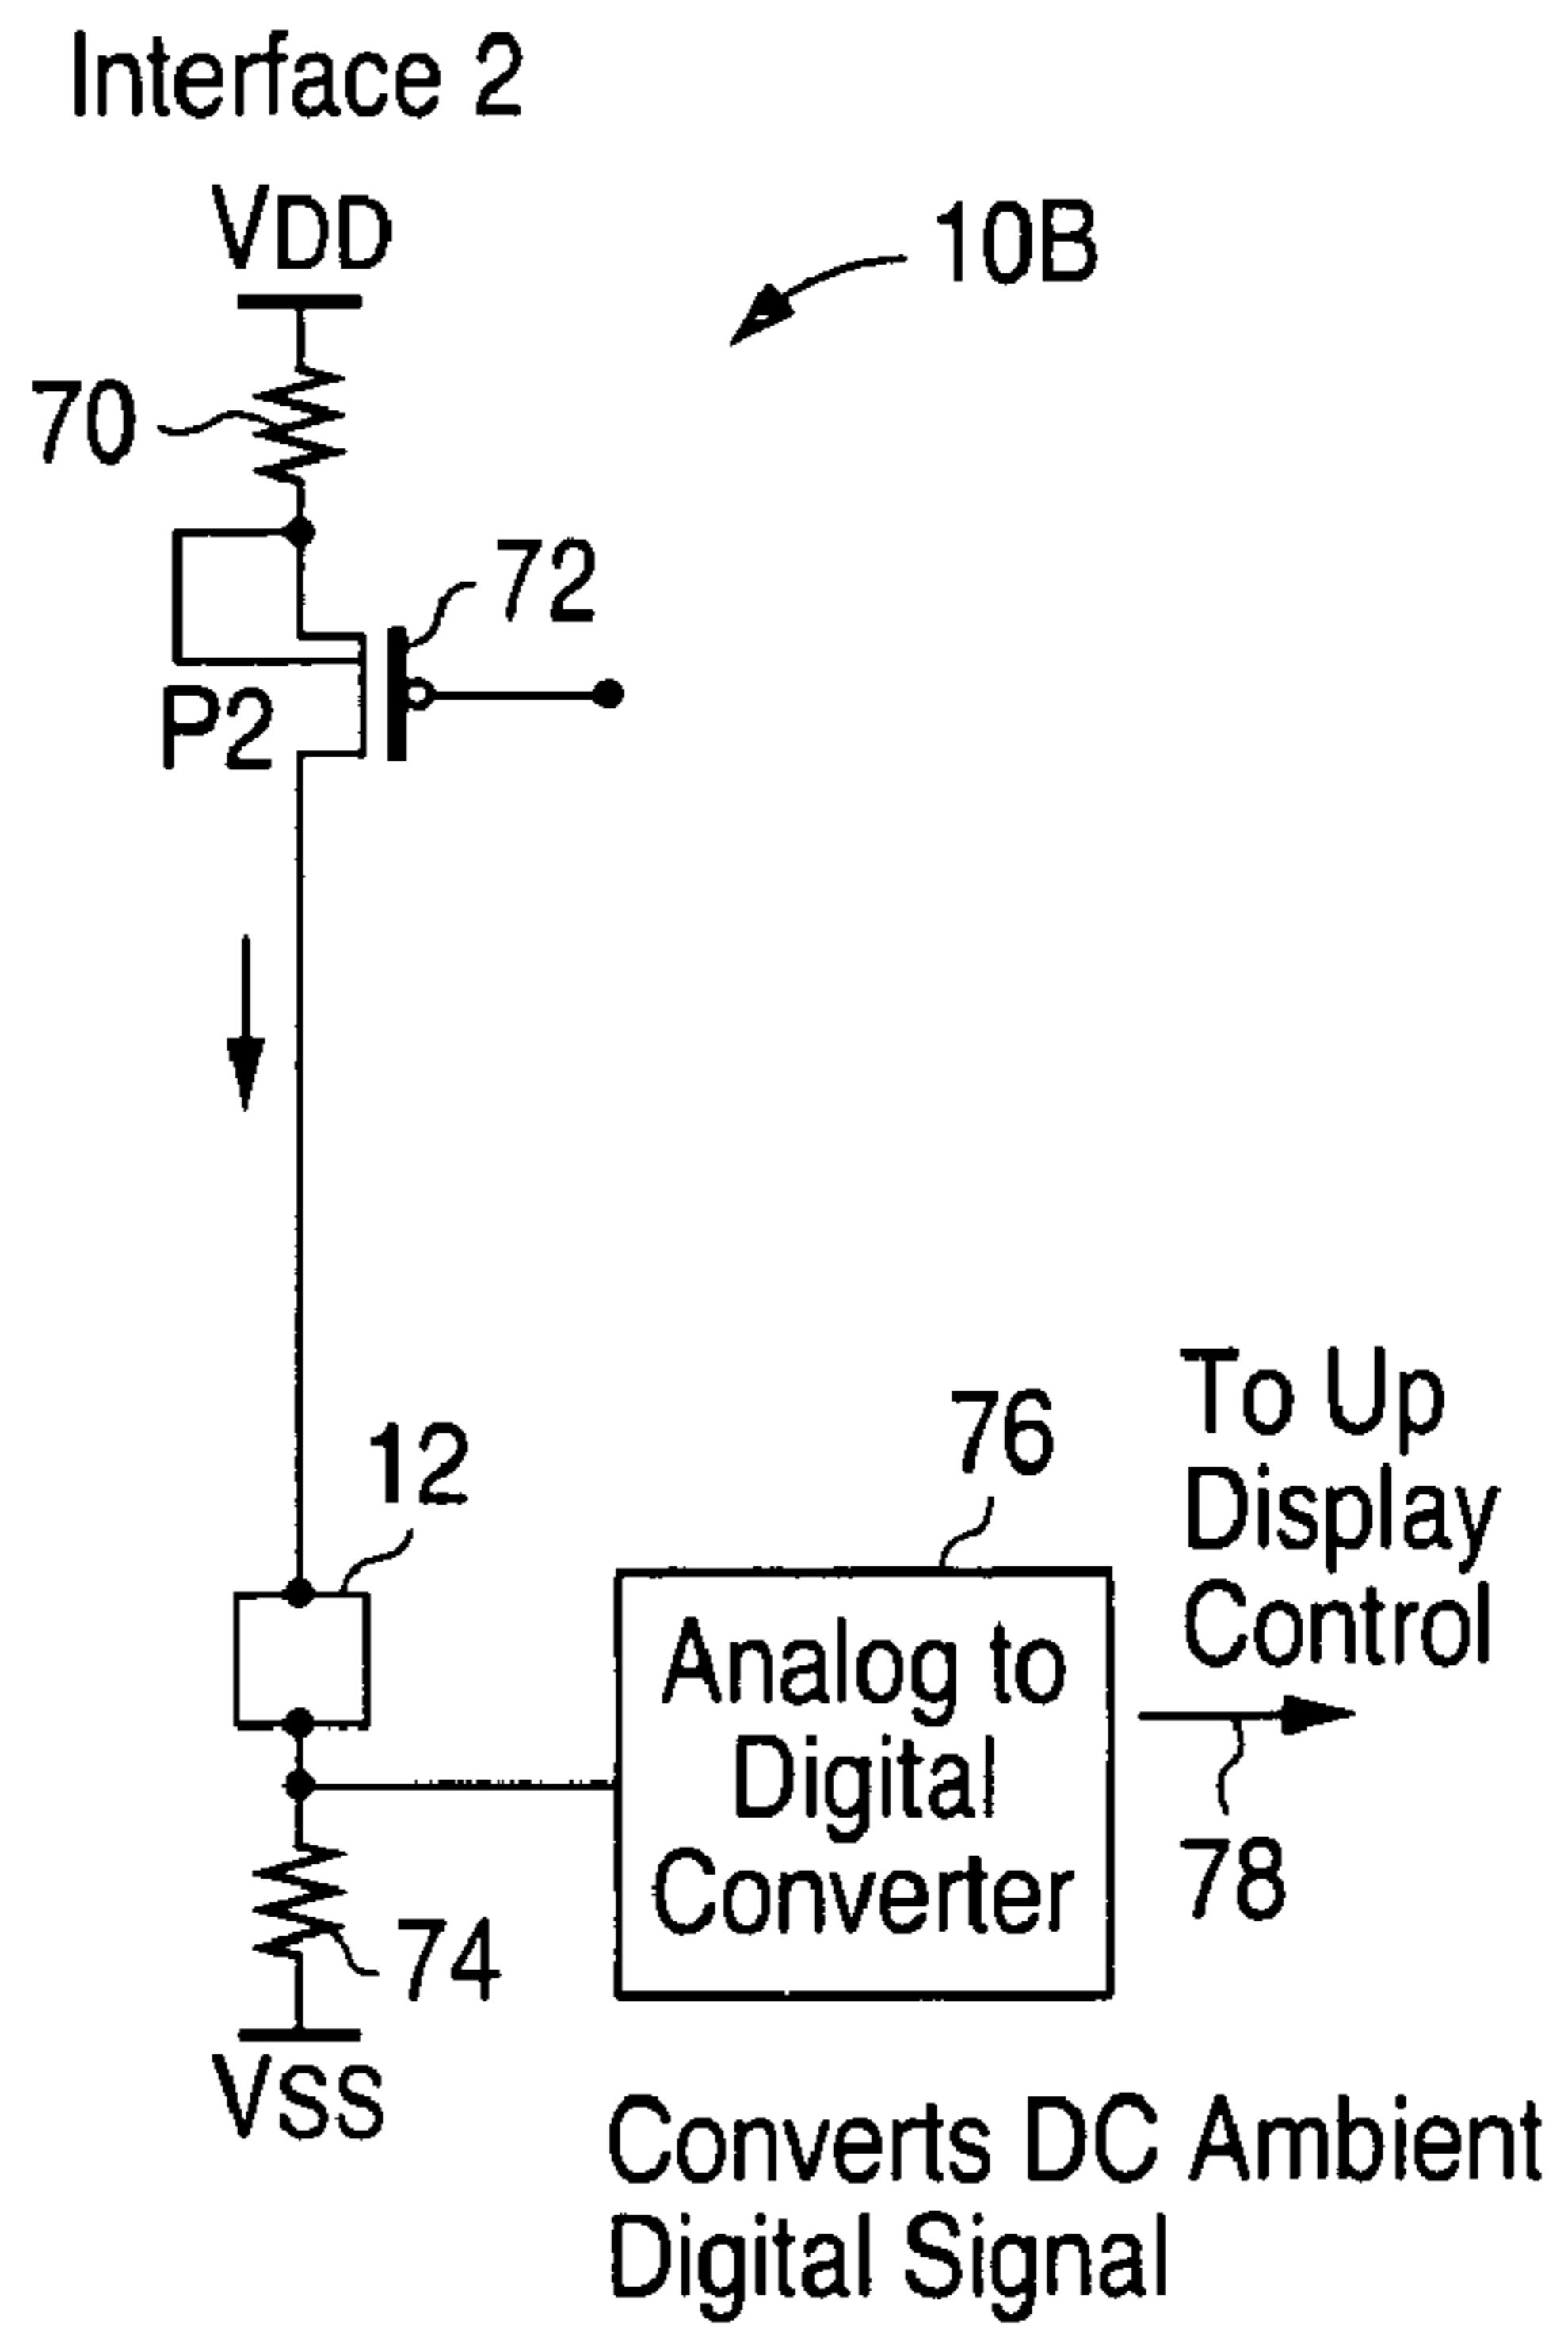 Interface 2
VDD
10B
70
72
P2
12
76
To Up
Display
Control
Analog to
Digital
Converter
78
74
VSS
Converts DC Ambient
Digital Signal